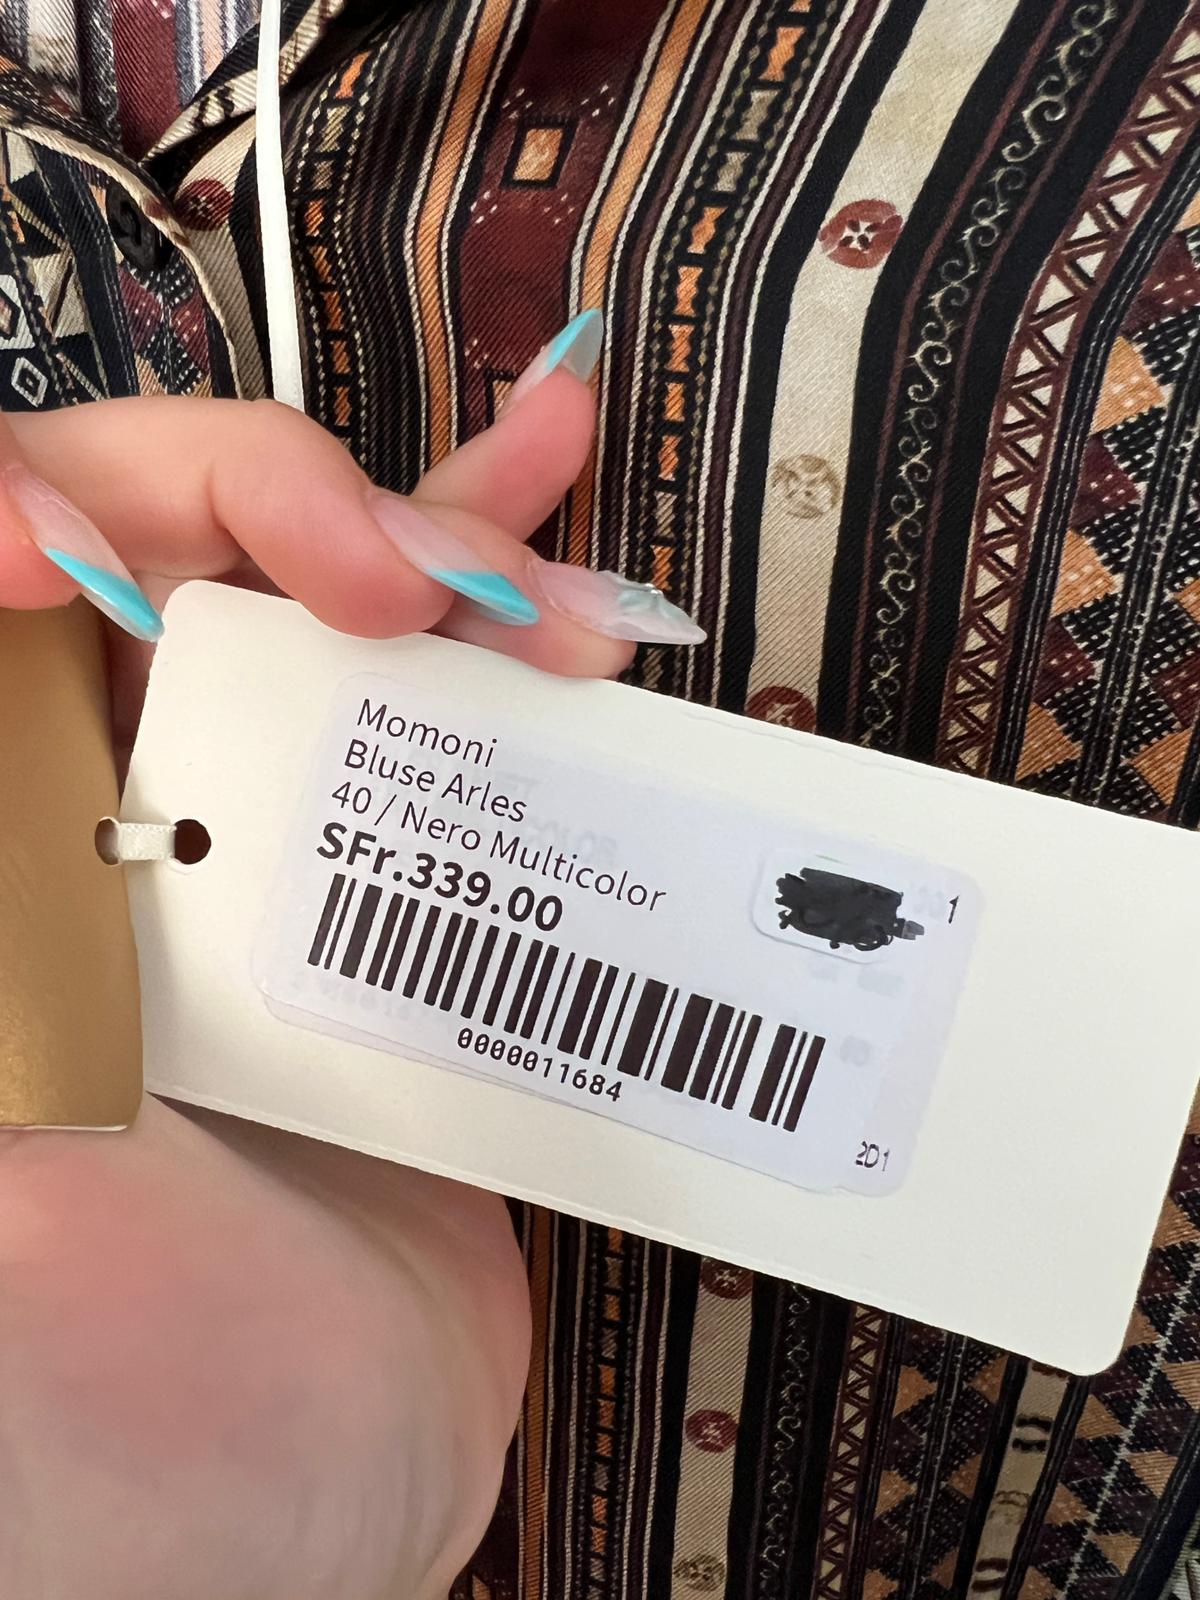 Momoni
Bluse Arles
40 / Nero Multicolor
SFr.339.00
1
0000011684
2D1